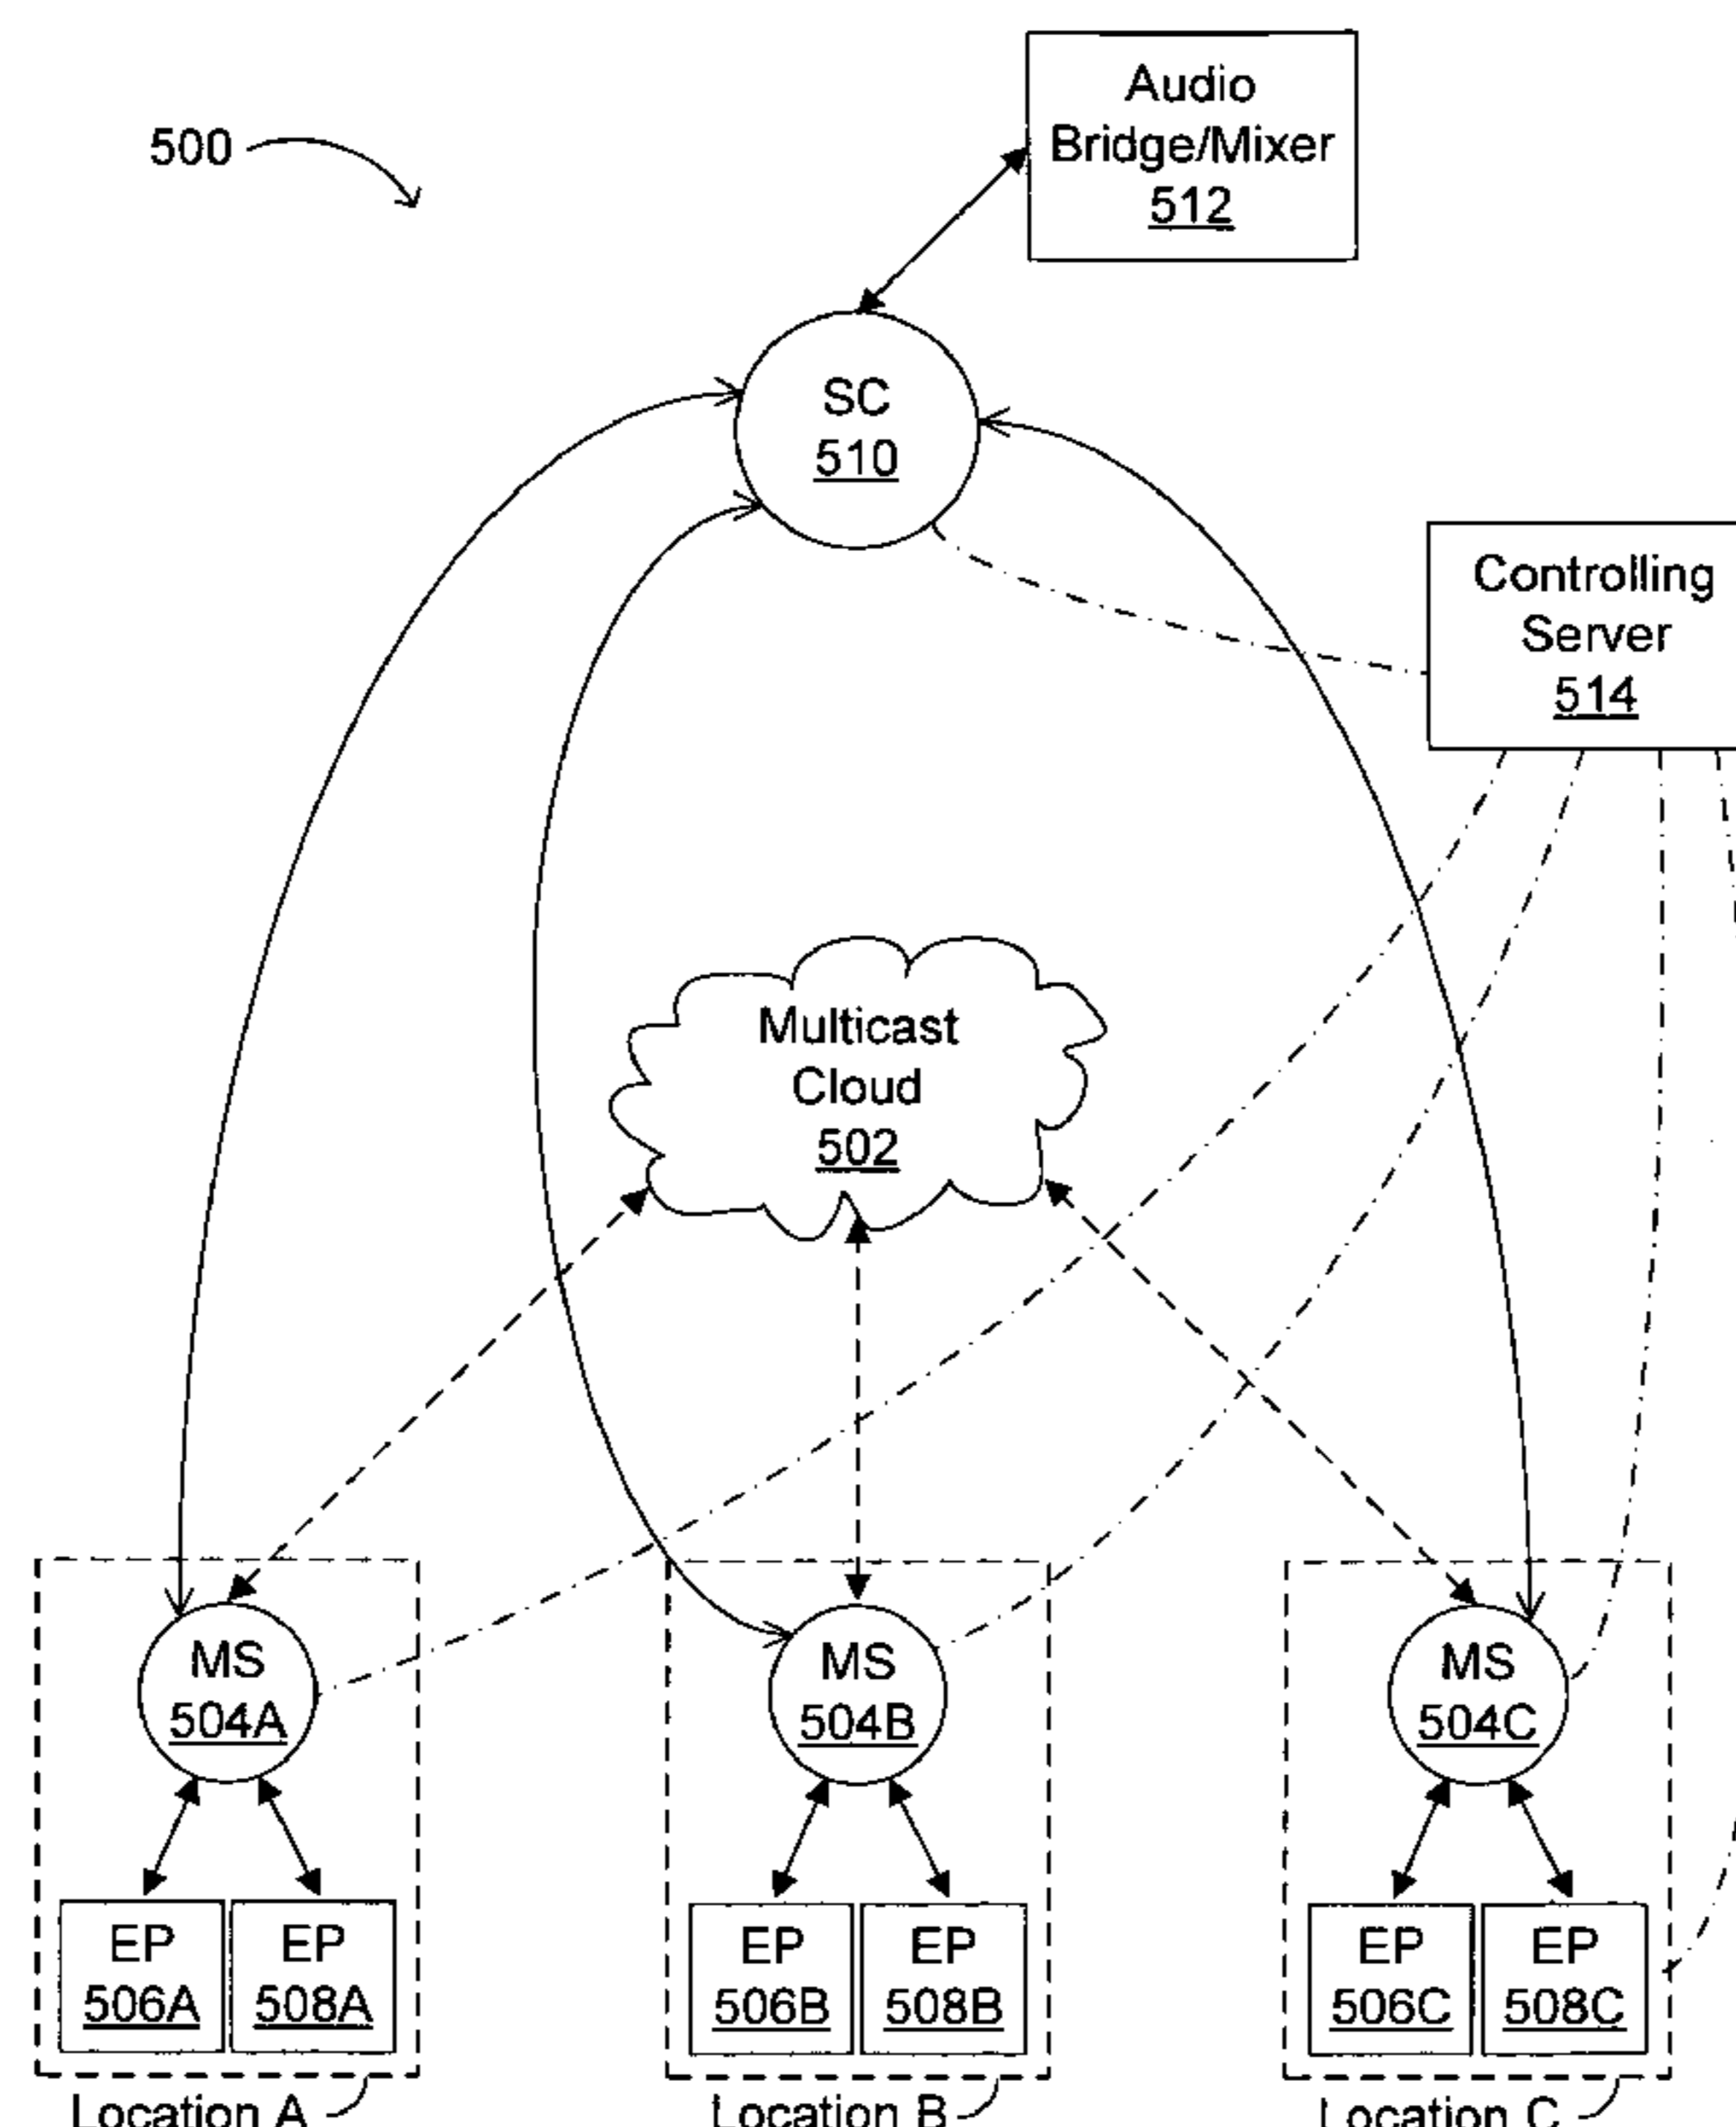 500
Audio
Bridge/Mixer
512
SC
510
Controlling
Server
514
Multicast
Cloud
502
MS
504A
MS
504B
MS
504C
EP
506A
EP
508A
EP
506B
EP
508B
EP
506C
EP
508C
Location A
Location B
Location C